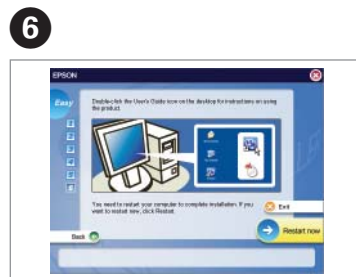 6
EPSON
Easy
Double-click the User's Guide icon on the desktop for instructions on using
the product.
You need to restart your computer to complete installation. If you
want to restart now, click Restart.
Exit
Restart now
Back